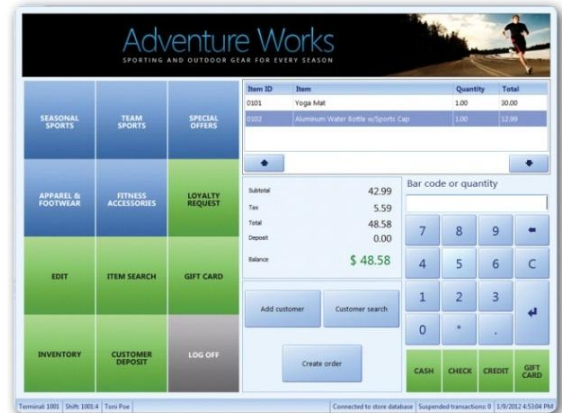 Adventure Works
SPORTING AND OUTDOOR GEAR FOR EVERY SEASON
SEASONAL SPORTS
TEAM SPORTS
SPECIAL OFFERS
APPAREL & FOOTWEAR
FITNESS ACCESSORIES
LOYALTY REQUEST
EDIT
ITEM SEARCH
GIFT CARD
INVENTORY
CUSTOMER DEPOSIT
LOG OFF
Item ID Item Quantity Total
0101 Yoga Mat 1.00 30.00
0102 Aluminum Water Bottle w/Sports Cap 1.00 12.99
Subtotal 42.99
Tax 5.59
Total 48.58
Deposit 0.00
Balance $ 48.58
Add customer
Customer search
Create order
Bar code or quantity
7 8 9
4 5 6 C
1 2 3
0 * .
CASH CHECK CREDIT GIFT CARD
Terminal: 1001 Shift: 1001:4 Toni Poe Connected to store database Suspended transactions: 0 1/9/2012 4:53:04 PM